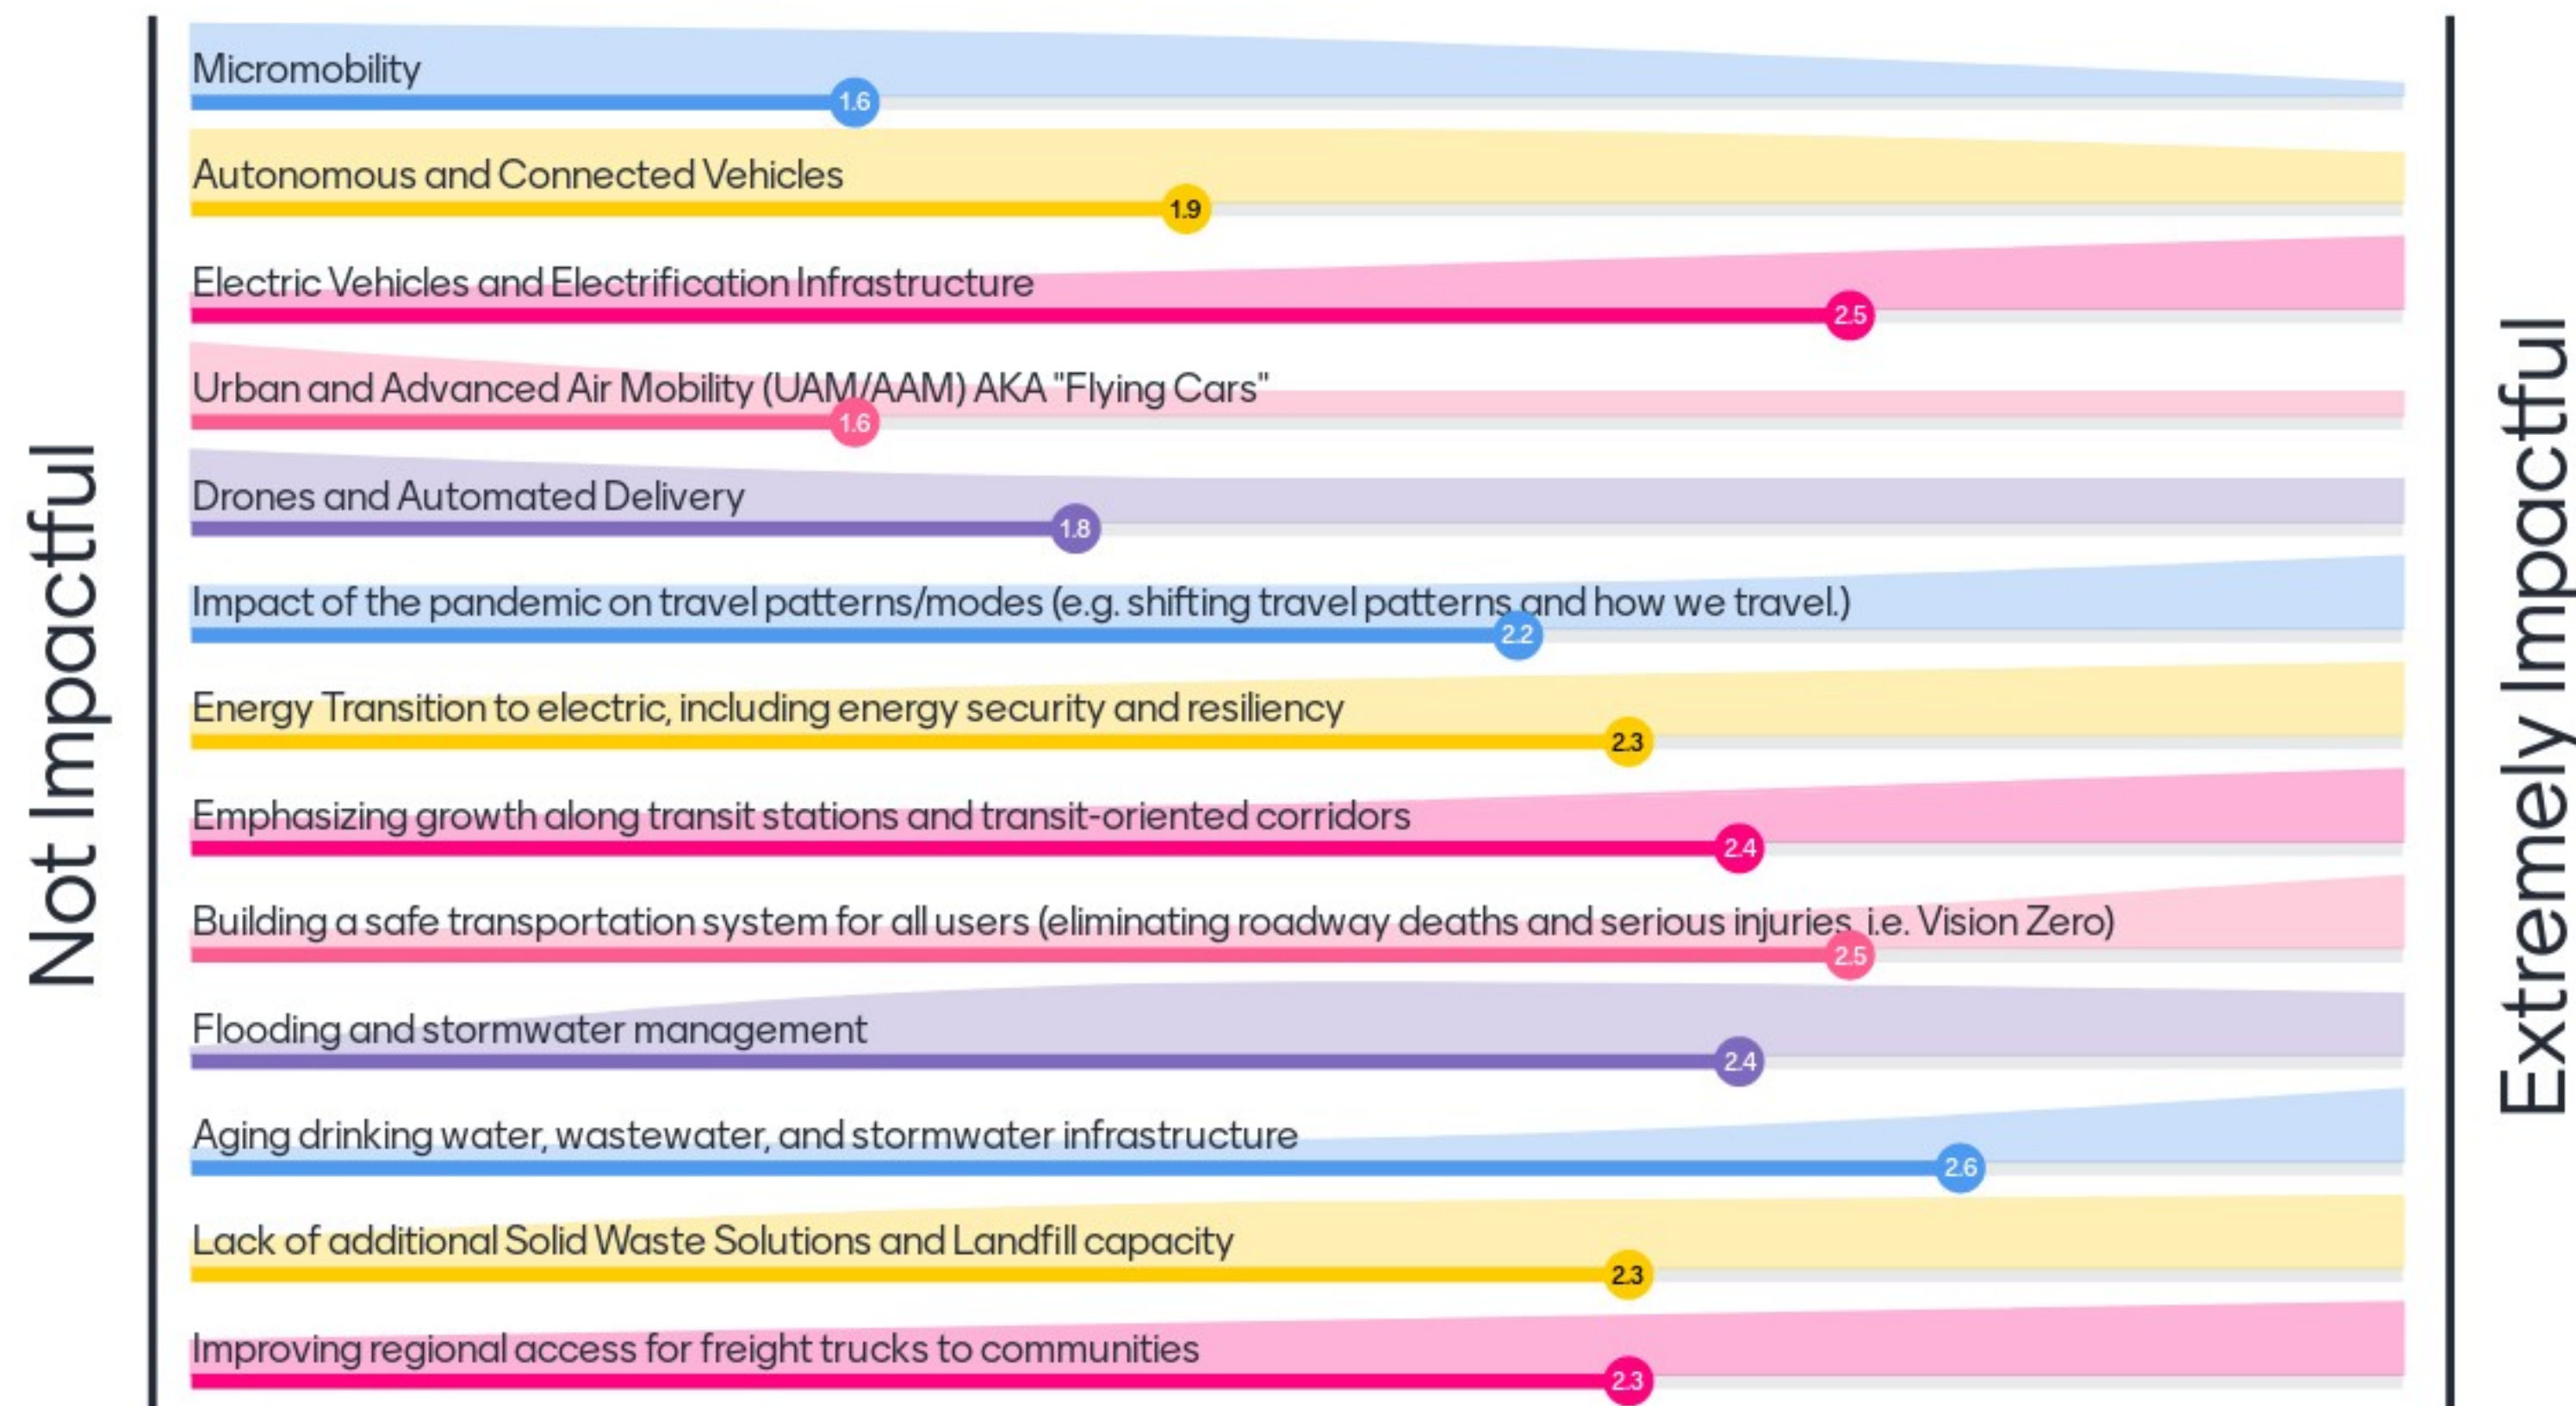 Not Impactful
Micromobility
1.6
Autonomous and Connected Vehicles
1.9
Electric Vehicles and Electrification Infrastructure
2.5
Urban and Advanced Air Mobility (UAM/AAM) AKA "Flying Cars"
1.6
Drones and Automated Delivery
1.8
Impact of the pandemic on travel patterns/modes (e.g. shifting travel patterns and how we travel.)
2.2
Energy Transition to electric, including energy security and resiliency
2.3
Emphasizing growth along transit stations and transit-oriented corridors
2.4
Building a safe transportation system for all users (eliminating roadway deaths and serious injuries, i.e. Vision Zero)
2.5
Flooding and stormwater management
2.4
Aging drinking water, wastewater, and stormwater infrastructure
2.6
Lack of additional Solid Waste Solutions and Landfill capacity
2.3
Improving regional access for freight trucks to communities
2.3
Extremely Impactful